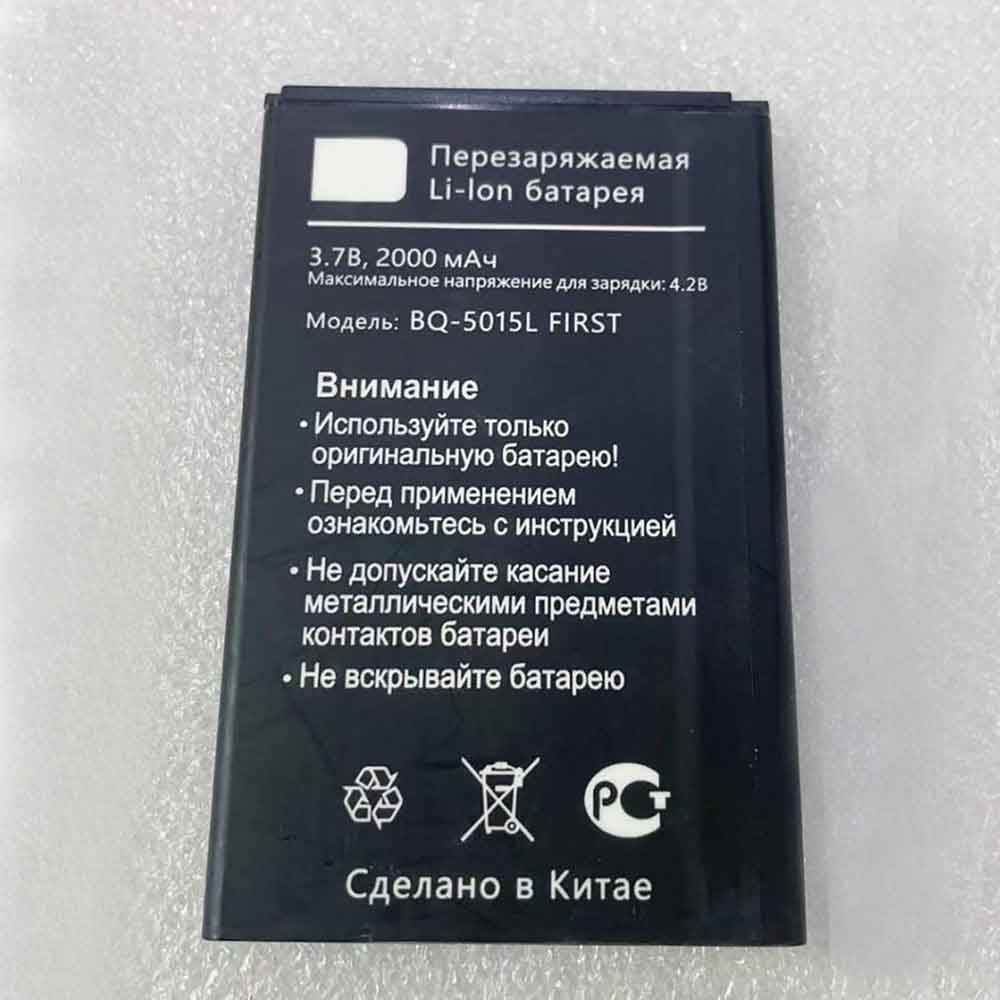 Перезаряжаемая
Li-Ion батарея
3.7В, 2000 мАч
Максимальное напряжение для зарядки: 4.2В
Модель: BQ-5015L FIRST
Внимание
• Используйте только
оригинальную батарею!
• Перед применением
ознакомьтесь с инструкцией
• Не допускайте касание
металлическими предметами
контактов батареи
• Не вскрывайте батарею
РСТ
Сделано в Китае